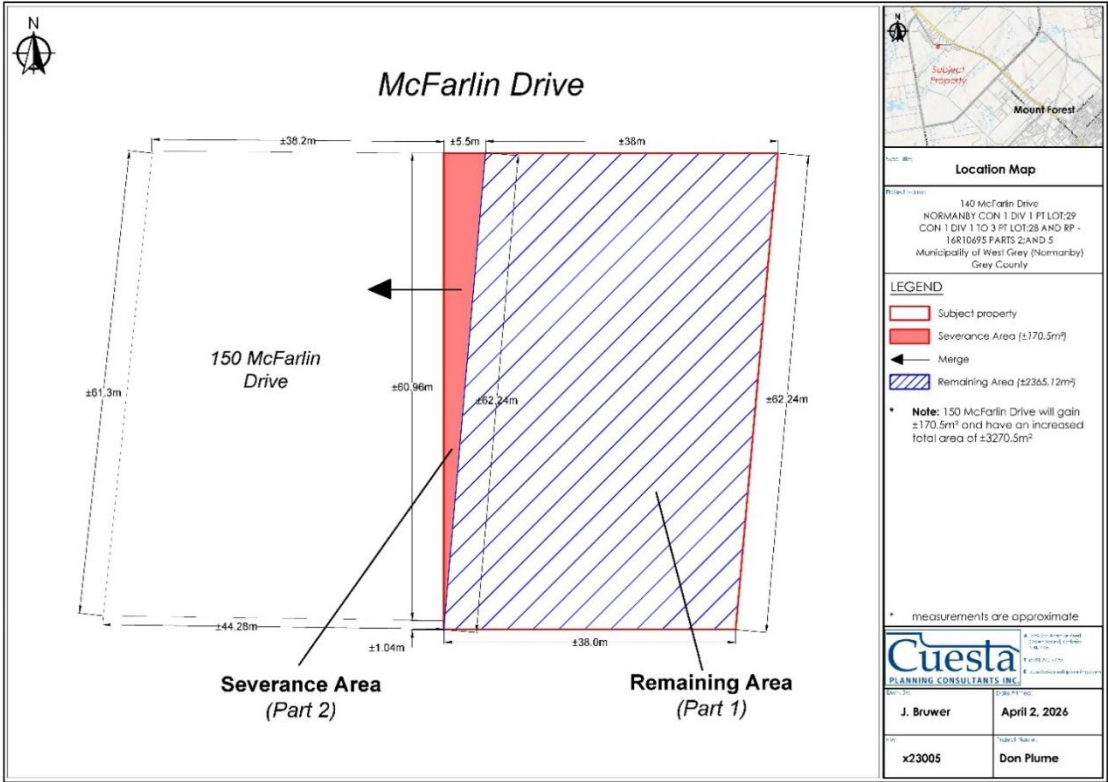 N
McFarlin Drive
±38.2m
±5.5m
±38m
±61.3m
150 McFarlin
Drive
±60.96m
±62.24m
±62.24m
±44.28m
±1.04m
±38.0m
Severance Area
(Part 2)
Remaining Area
(Part 1)
N
Subject
Property
Mount Forest
Location Map
140 McFarlin Drive
NORMANBY CON 1 DIV 1 PT LOT;29
CON 1 DIV 1 TO 3 PT LOT;28 AND RP -
16R10695 PARTS 2;AND 5
Municipality of West Grey (Normanby)
Grey County
LEGEND
Subject property
Severance Area (±170.5m²)
Merge
Remaining Area (±2365.12m²)
* Note: 150 McFarlin Drive will gain
±170.5m² and have an increased
total area of ±3270.5m²
* measurements are approximate
Cuesta
PLANNING CONSULTANTS INC.
J. Bruwer
April 2, 2026
x23005
Don Plume